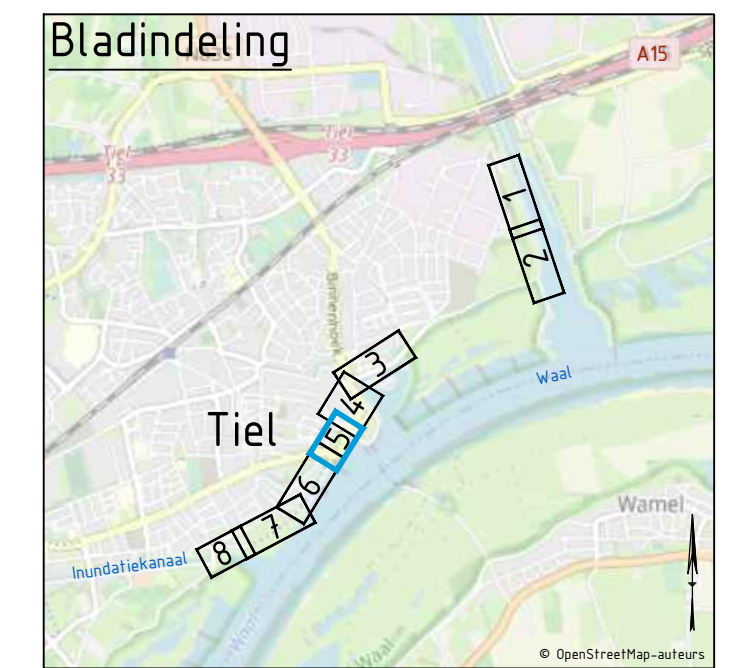 Bladindeling
A15
Tiel
33
Tiel
33
1
2
Binnenhoek
3
Waal
4
Tiel
5
6
Wamel
7
8
Inundatiekanaal
Waal
Waal
© OpenStreetMap-auteurs